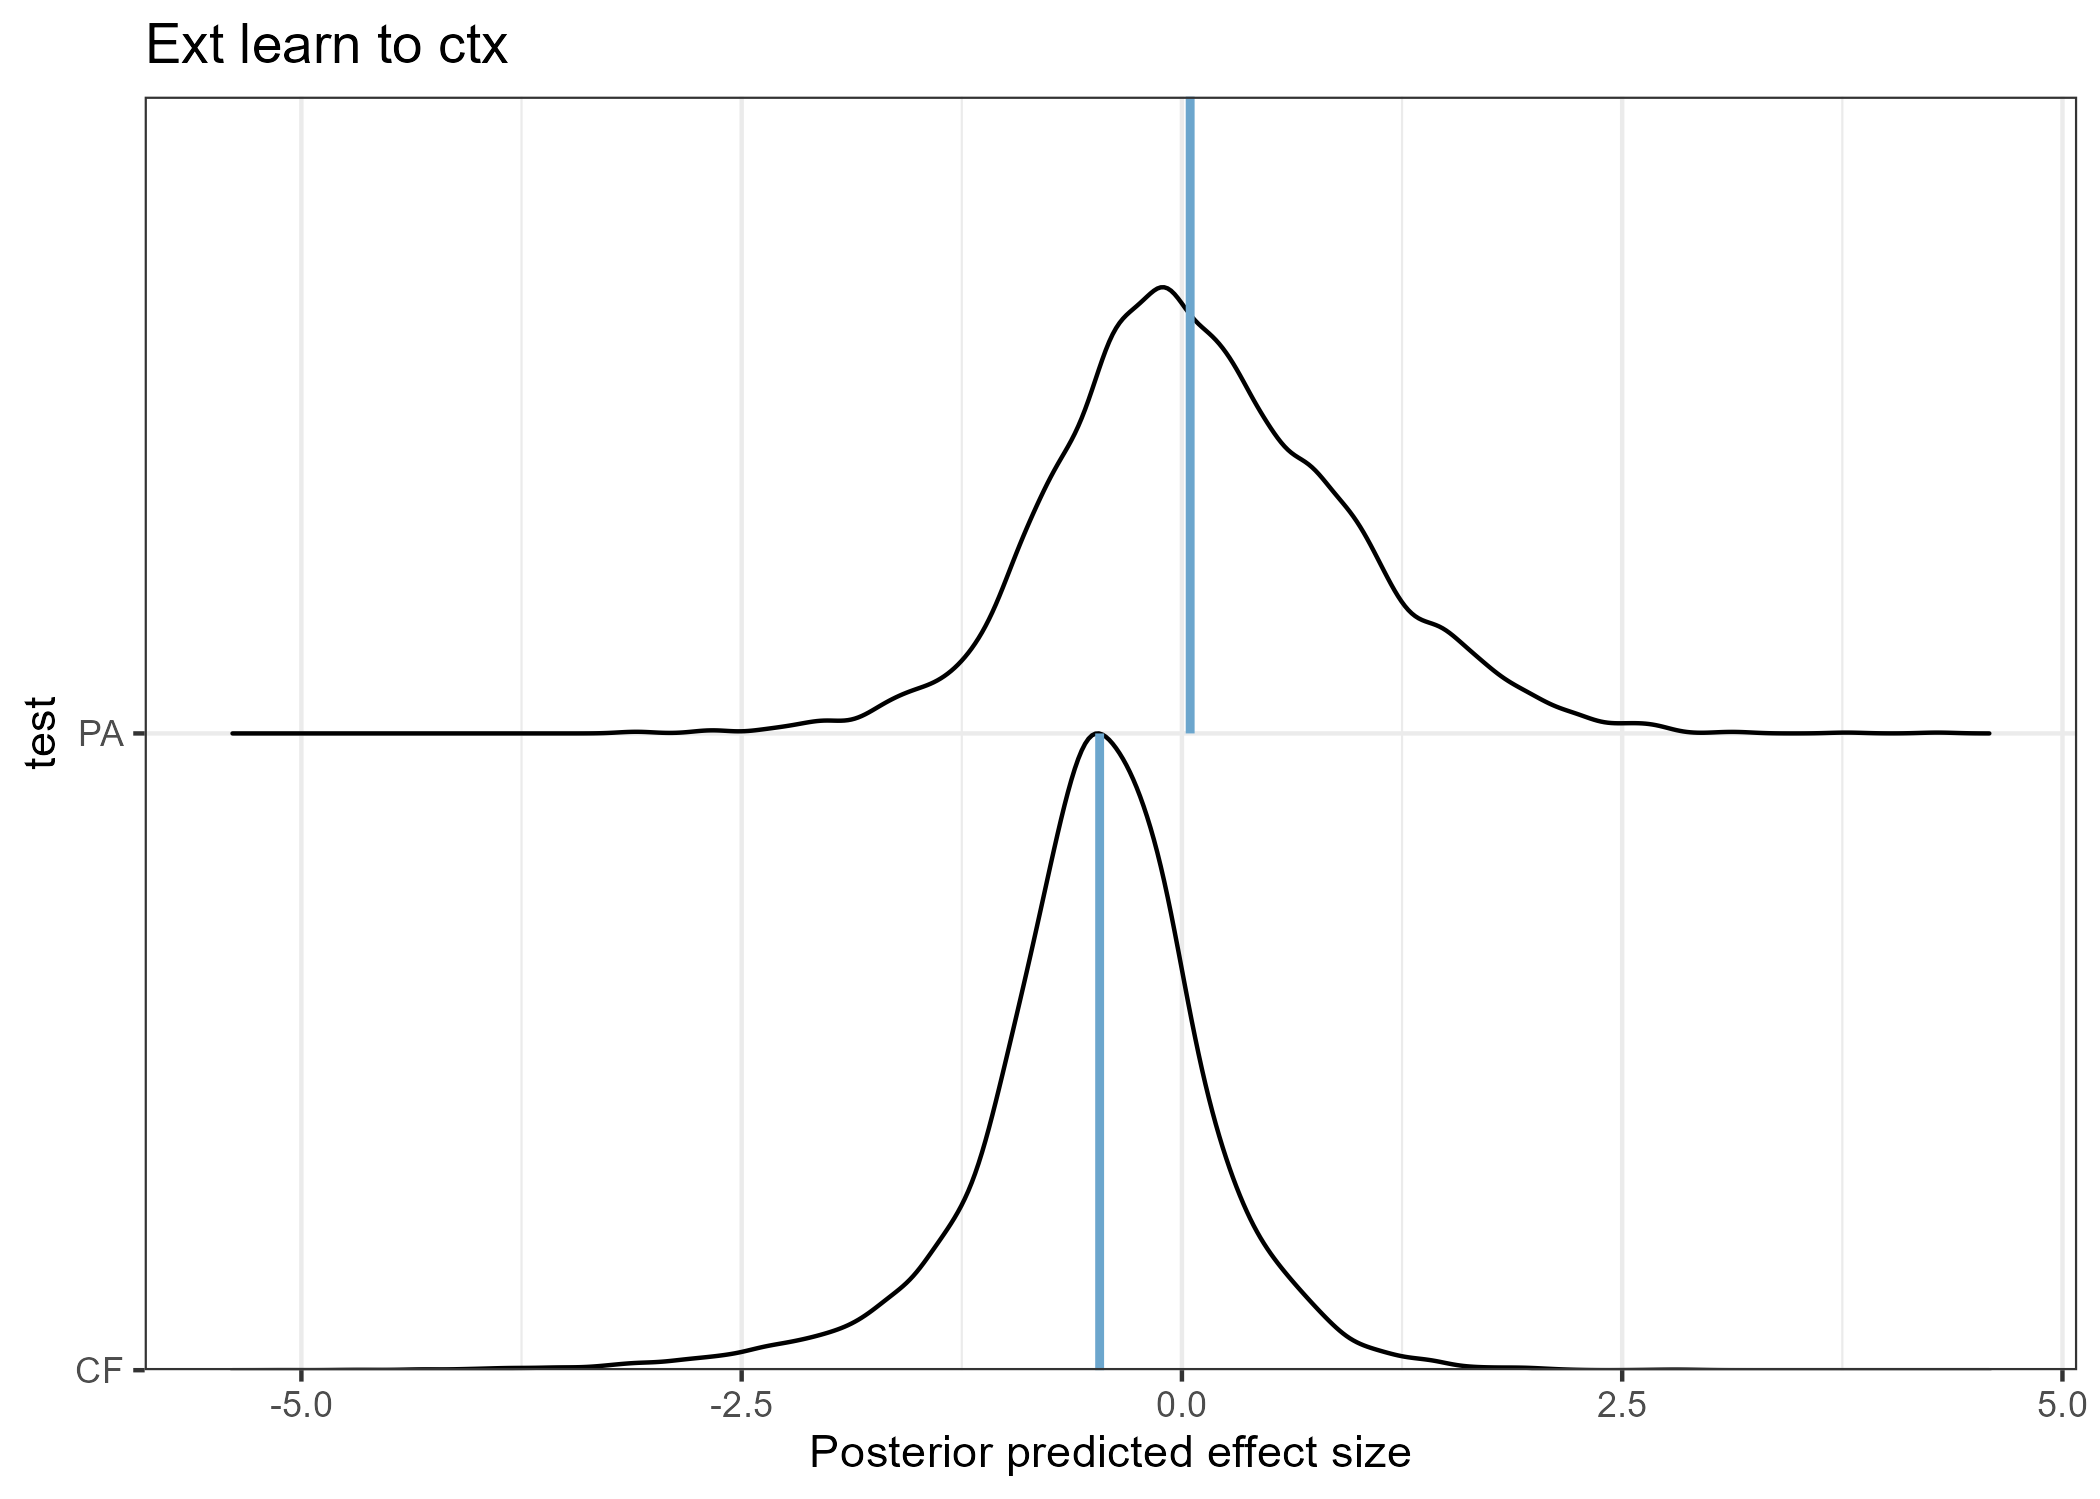 Ext learn to ctx
test
PA
CF
-5.0
-2.5
0.0
2.5
5.0
Posterior predicted effect size